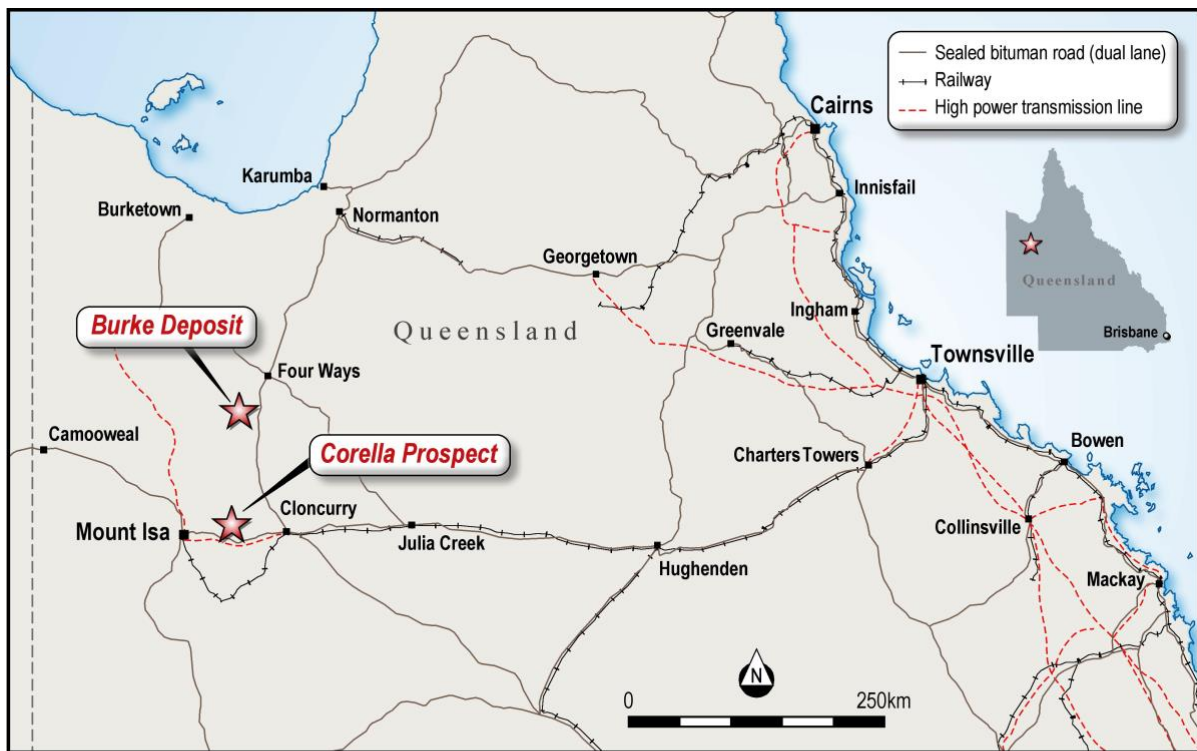 Sealed bituman road (dual lane)
Railway
High power transmission line
Cairns
Karumba
Innisfail
Burketown
Normanton
Georgetown
Queensland
Brisbane
Ingham
Burke Deposit
Queensland
Greenvale
Townsville
Four Ways
Camooweal
Corella Prospect
Charters Towers
Bowen
Cloncurry
Mount Isa
Julia Creek
Collinsville
Hughenden
Mackay
N
0 250km